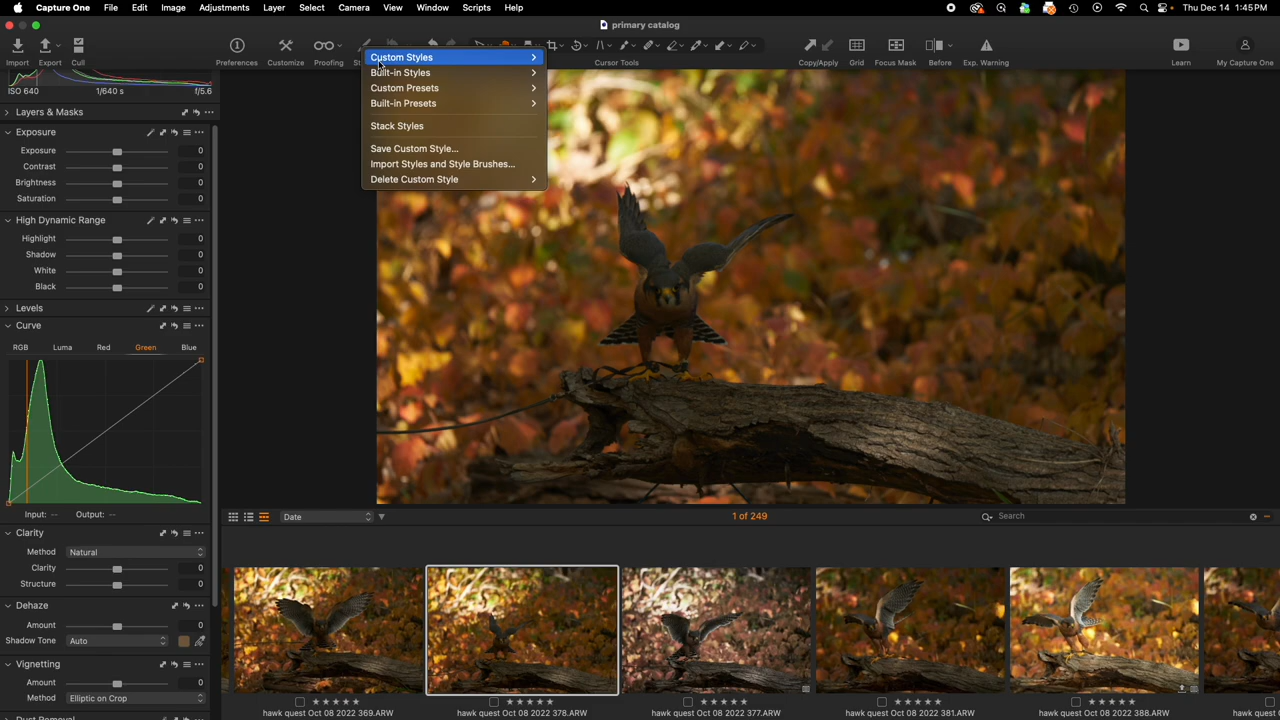 Capture One File Edit Image Adjustments Layer Select Camera View Window Scripts Help Thu Dec 14 1:45 PM
primary catalog
Import Export Cull Preferences Customize Proofing Cursor Tools Copy/Apply Grid Focus Mask Before Exp. Warning Learn My Capture One
Custom Styles
Built-in Styles
Custom Presets
Built-in Presets
Stack Styles
Save Custom Style...
Import Styles and Style Brushes...
Delete Custom Style
ISO 640 1/640 s f/5.6
Layers & Masks
Exposure
Exposure 0
Contrast 0
Brightness 0
Saturation 0
High Dynamic Range
Highlight 0
Shadow 0
White 0
Black 0
Levels
Curve
RGB Luma Red Green Blue
Input: -- Output: --
Clarity
Method Natural
Clarity 0
Structure 0
Dehaze
Amount 0
Shadow Tone Auto
Vignetting
Amount 0
Method Elliptic on Crop
Dust Removal
Date 1 of 249 Search
hawk quest Oct 08 2022 369.ARW hawk quest Oct 08 2022 378.ARW hawk quest Oct 08 2022 377.ARW hawk quest Oct 08 2022 381.ARW hawk quest Oct 08 2022 388.ARW hawk quest